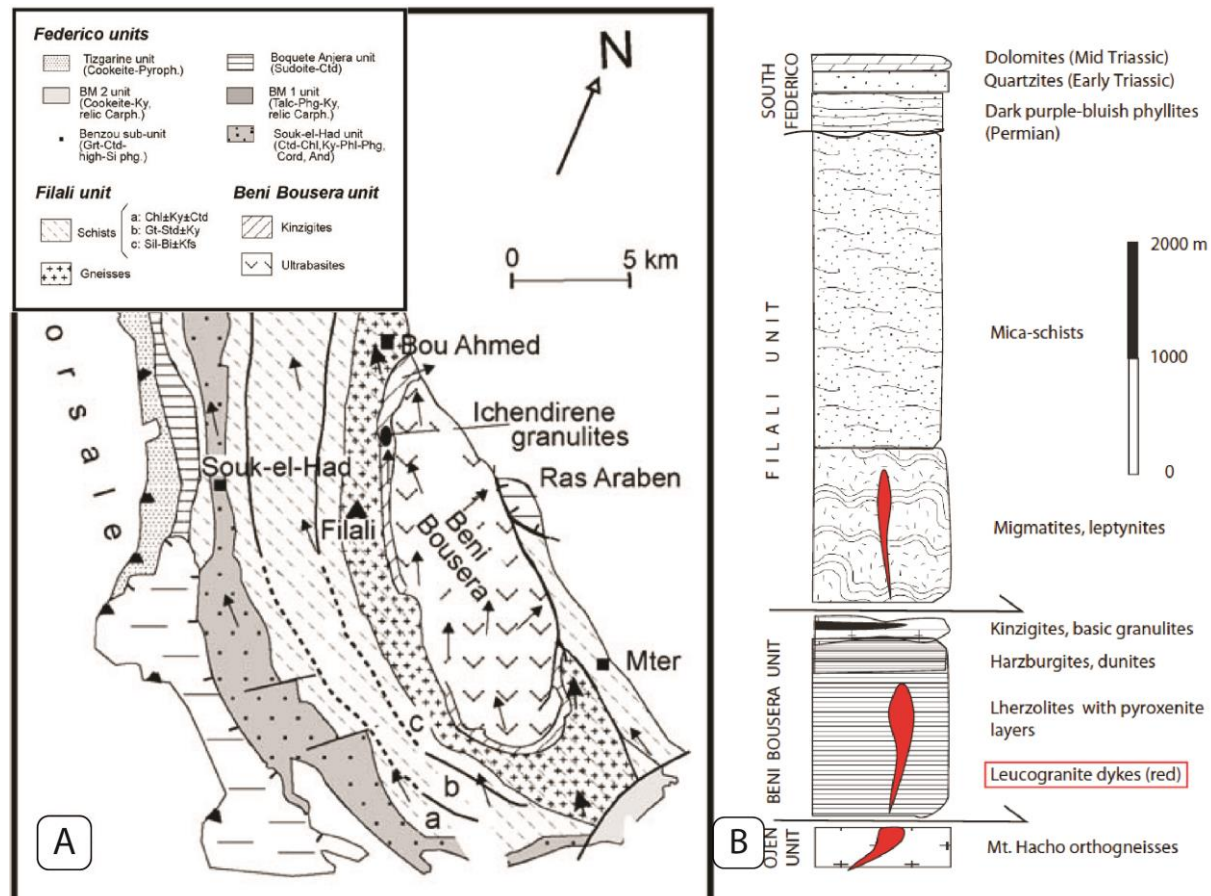 Federico units
Tizgarine unit
(Cookeite-Pyroph.)
Boquete Anjera unit
(Sudoite-Ctd)
BM 2 unit
(Cookeite-Ky,
relic Carph.)
BM 1 unit
(Talc-Phg-Ky,
relic Carph.)
Benzou sub-unit
(Grt-Ctd-
high-Si phg.)
Souk-el-Had unit
(Ctd-Chl,Ky-Phl-Phg,
Cord, And)
Filali unit
Schists
a: Chl±Ky±Ctd
b: Gt-Std±Ky
c: Sil-Bi±Kfs
Gneisses
Beni Bousera unit
Kinzigites
Ultrabasites
N
0 5 km
orsale
Bou Ahmed
Ichendirene
granulites
Souk-el-Had
Ras Araben
Filali
Beni
Bousera
Mter
c
b
a
A
SOUTH
FEDERICO
Dolomites (Mid Triassic)
Quartzites (Early Triassic)
Dark purple-bluish phyllites
(Permian)
FILALI UNIT
2000 m
1000
0
Mica-schists
Migmatites, leptynites
BENI BOUSERA UNIT
Kinzigites, basic granulites
Harzburgites, dunites
Lherzolites with pyroxenite
layers
Leucogranite dykes (red)
OJEN
UNIT
Mt. Hacho orthogneisses
B